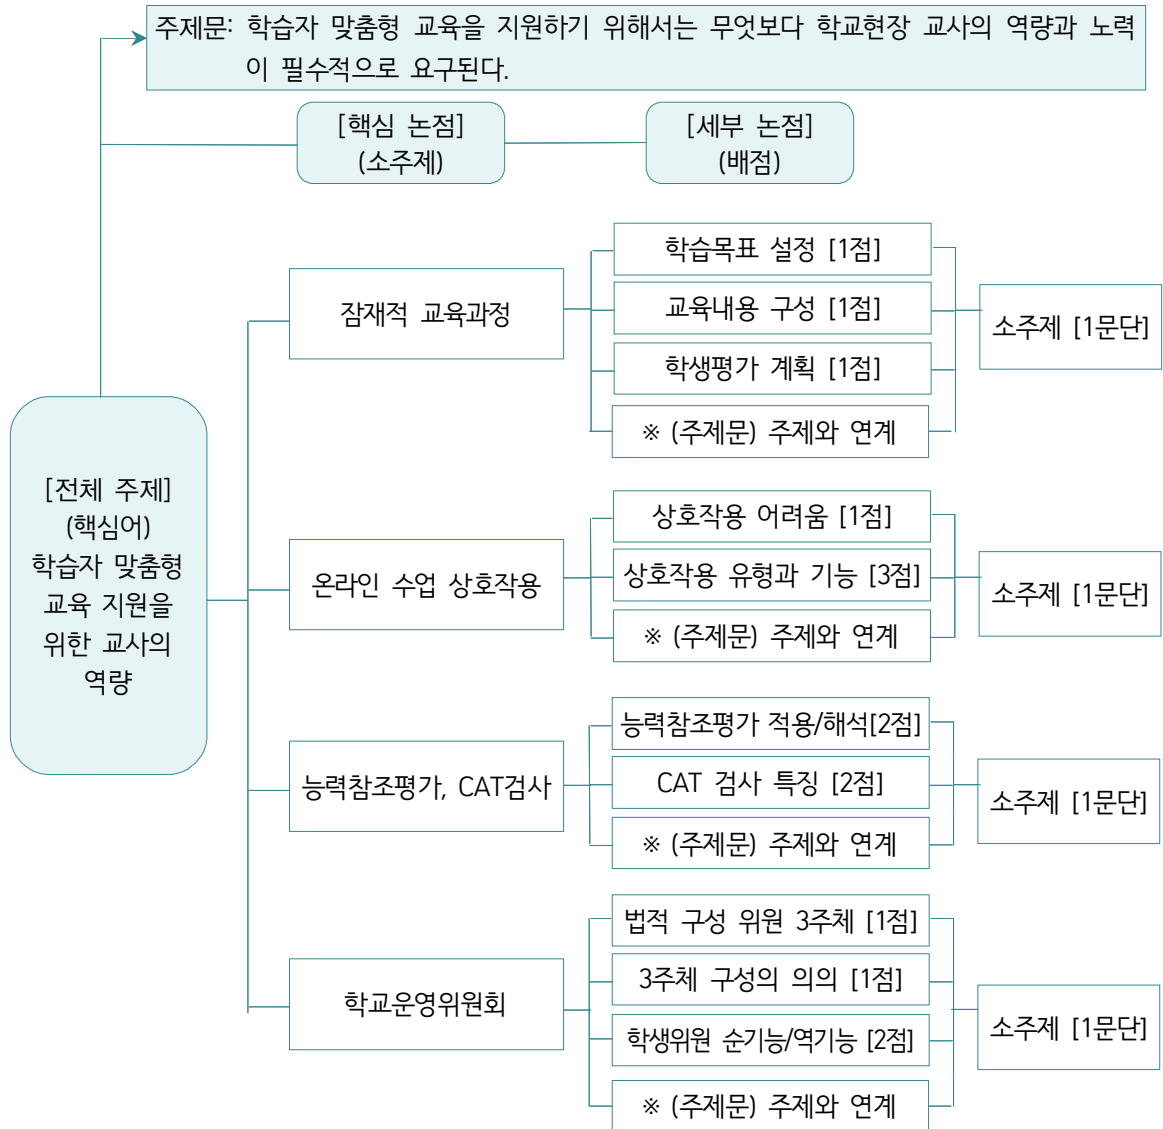 주제문: 학습자 맞춤형 교육을 지원하기 위해서는 무엇보다 학교현장 교사의 역량과 노력
이 필수적으로 요구된다.
[핵심 논점]
(소주제)
[세부 논점]
(배점)
[전체 주제]
(핵심어)
학습자 맞춤형
교육 지원을
위한 교사의
역량
잠재적 교육과정
학습목표 설정 [1점]
교육내용 구성 [1점]
학생평가 계획 [1점]
※ (주제문) 주제와 연계
소주제 [1문단]
온라인 수업 상호작용
상호작용 어려움 [1점]
상호작용 유형과 기능 [3점]
※ (주제문) 주제와 연계
소주제 [1문단]
능력참조평가, CAT검사
능력참조평가 적용/해석[2점]
CAT 검사 특징 [2점]
※ (주제문) 주제와 연계
소주제 [1문단]
학교운영위원회
법적 구성 위원 3주체 [1점]
3주체 구성의 의의 [1점]
학생위원 순기능/역기능 [2점]
※ (주제문) 주제와 연계
소주제 [1문단]